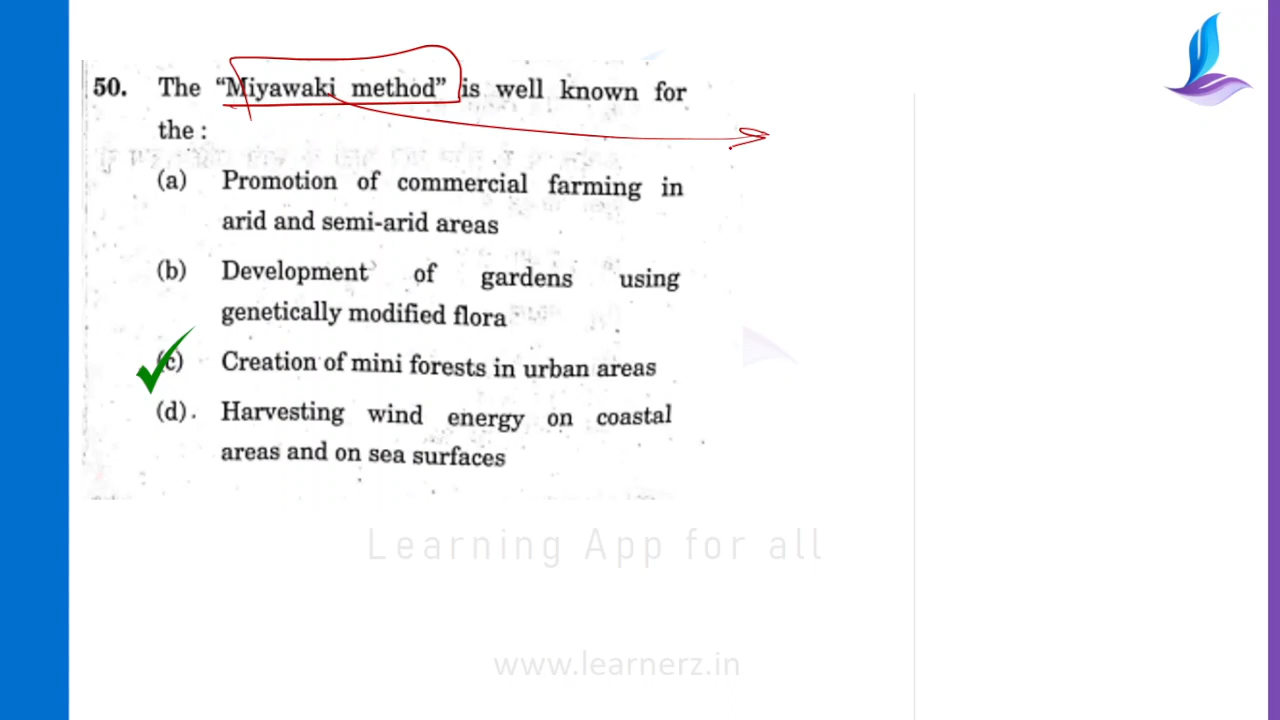 50. The “Miyawaki method” is well known for
the :
(a) Promotion of commercial farming in
arid and semi-arid areas
(b) Development of gardens using
genetically modified flora
(c) Creation of mini forests in urban areas
(d). Harvesting wind energy on coastal
areas and on sea surfaces
Learning App for all
www.learnerz.in